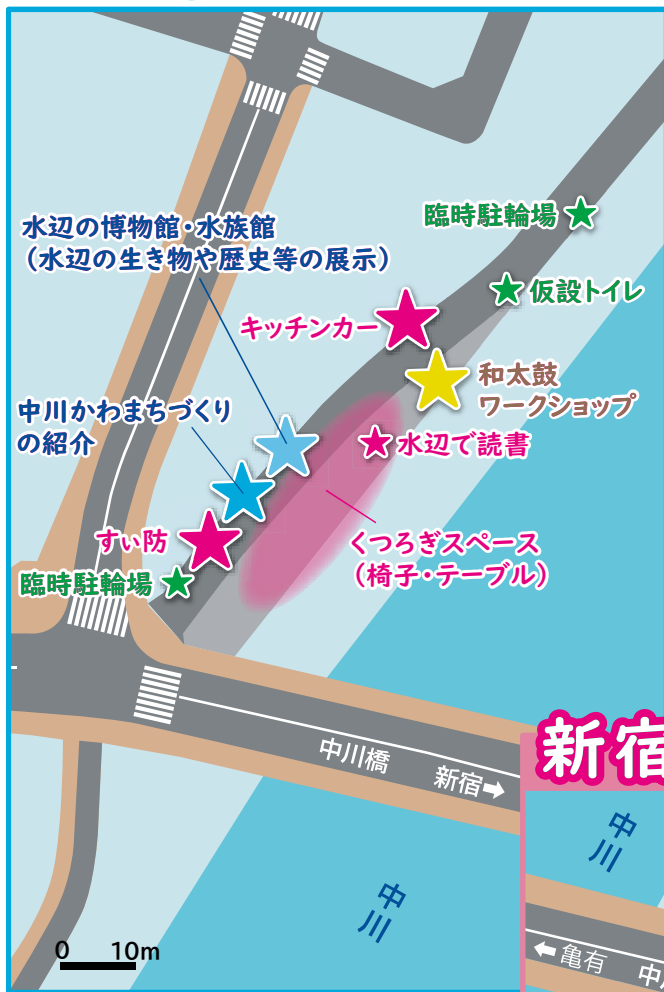 臨時駐輪場
水辺の博物館・水族館
（水辺の生き物や歴史等の展示）
仮設トイレ
キッチンカー
和太鼓
ワークショップ
中川かわまちづくり
の紹介
水辺で読書
すぃ防
くつろぎスペース
（椅子・テーブル）
臨時駐輪場
新宿
中川橋
新宿➡
中川
中川
⬅亀有
中
0 10m